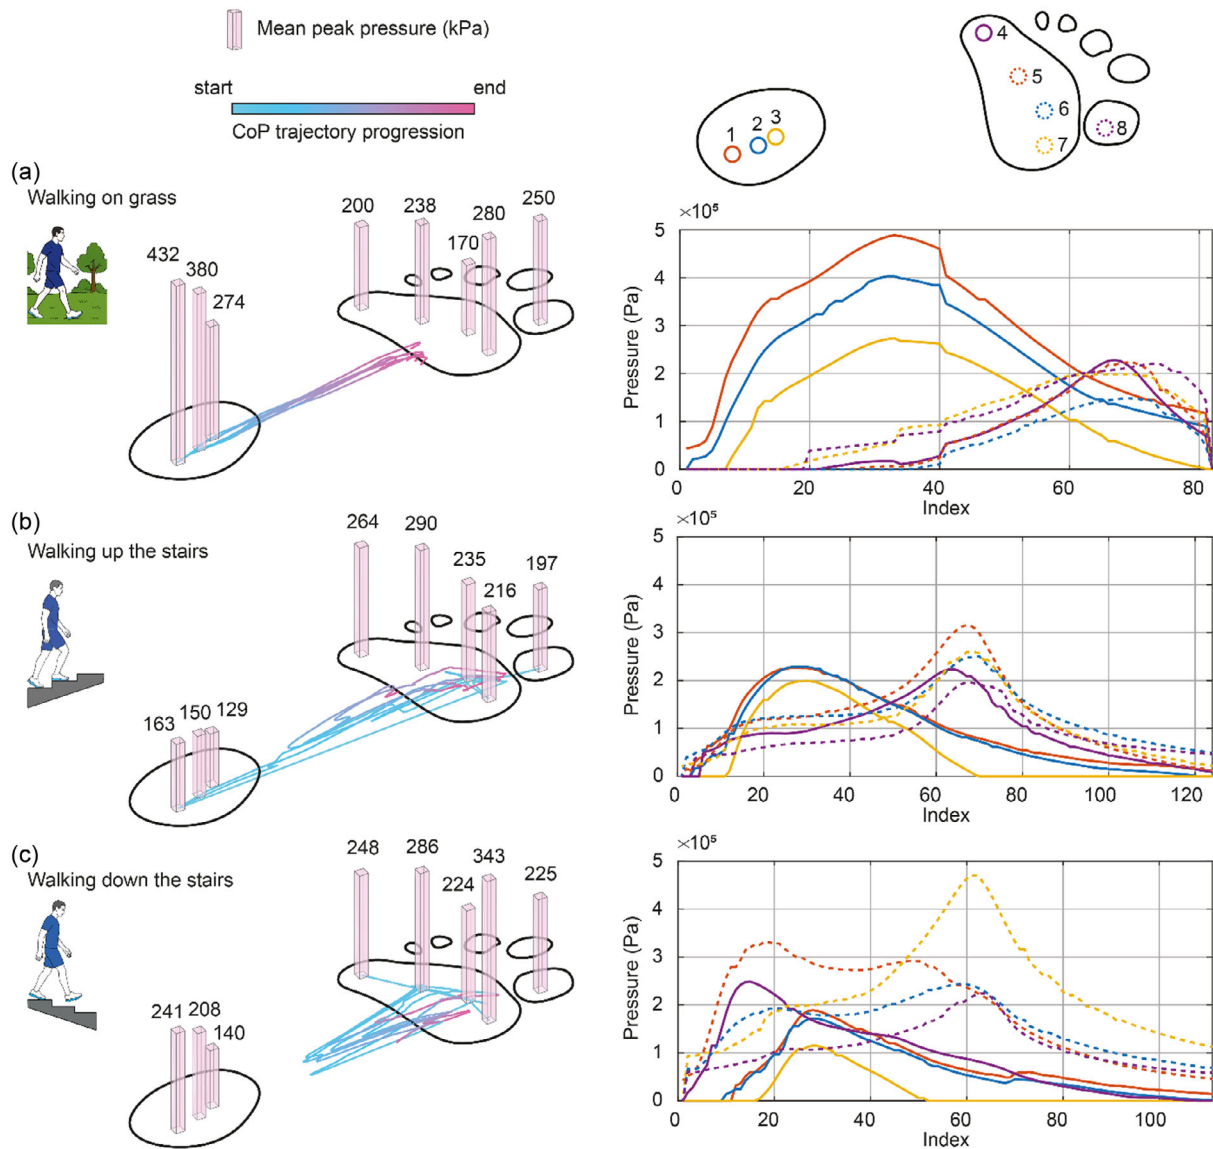 Mean peak pressure (kPa)
start end
CoP trajectory progression
1 2 3
4
5
6
7
8
(a)
Walking on grass
432 380 274
200 238 170 280 250
×10⁵
5
4
3
2
1
0
Pressure (Pa)
0 20 40 60 80
Index
(b)
Walking up the stairs
163 150 129
264 290 235 216 197
×10⁵
5
4
3
2
1
0
Pressure (Pa)
0 20 40 60 80 100 120
Index
(c)
Walking down the stairs
241 208 140
248 286 224 343 225
×10⁵
5
4
3
2
1
0
Pressure (Pa)
0 20 40 60 80 100
Index